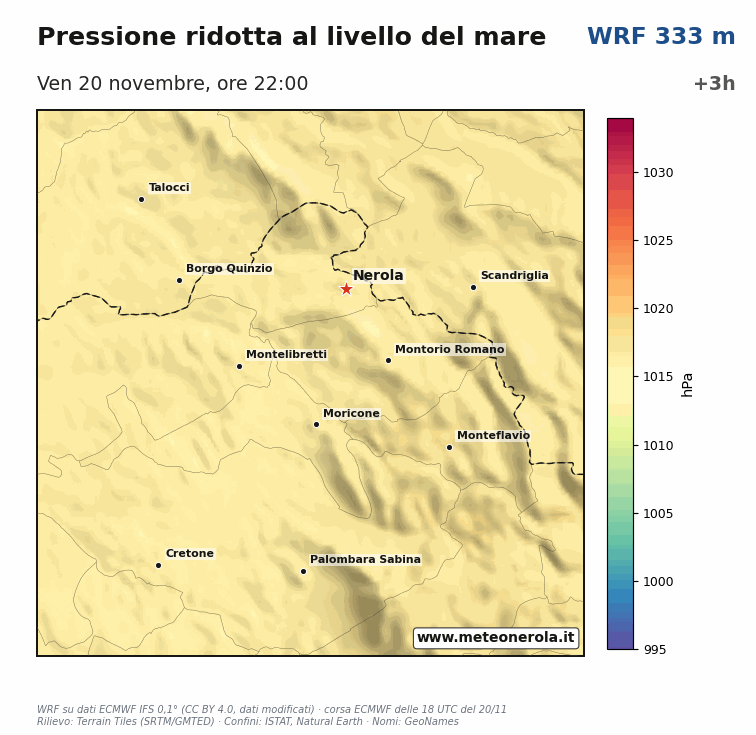 Pressione ridotta al livello del mare
WRF 333 m
Ven 20 novembre, ore 22:00
+3h
Talocci
Borgo Quinzio
Nerola
Scandriglia
Montelibretti
Montorio Romano
Moricone
Monteflavio
Cretone
Palombara Sabina
www.meteonerola.it
1030
1025
1020
1015
1010
1005
1000
995
hPa
WRF su dati ECMWF IFS 0,1° (CC BY 4.0, dati modificati) · corsa ECMWF delle 18 UTC del 20/11
Rilievo: Terrain Tiles (SRTM/GMTED) · Confini: ISTAT, Natural Earth · Nomi: GeoNames